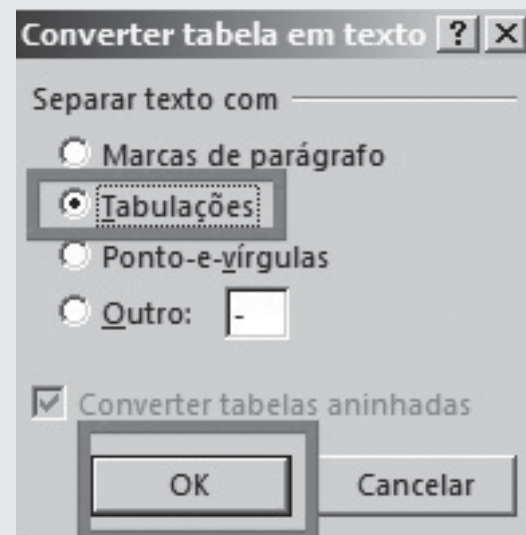 Converter tabela em texto ? X
Separar texto com
Marcas de parágrafo
Tabulações
Ponto-e-vírgulas
Outro: -
Converter tabelas aninhadas
OK Cancelar